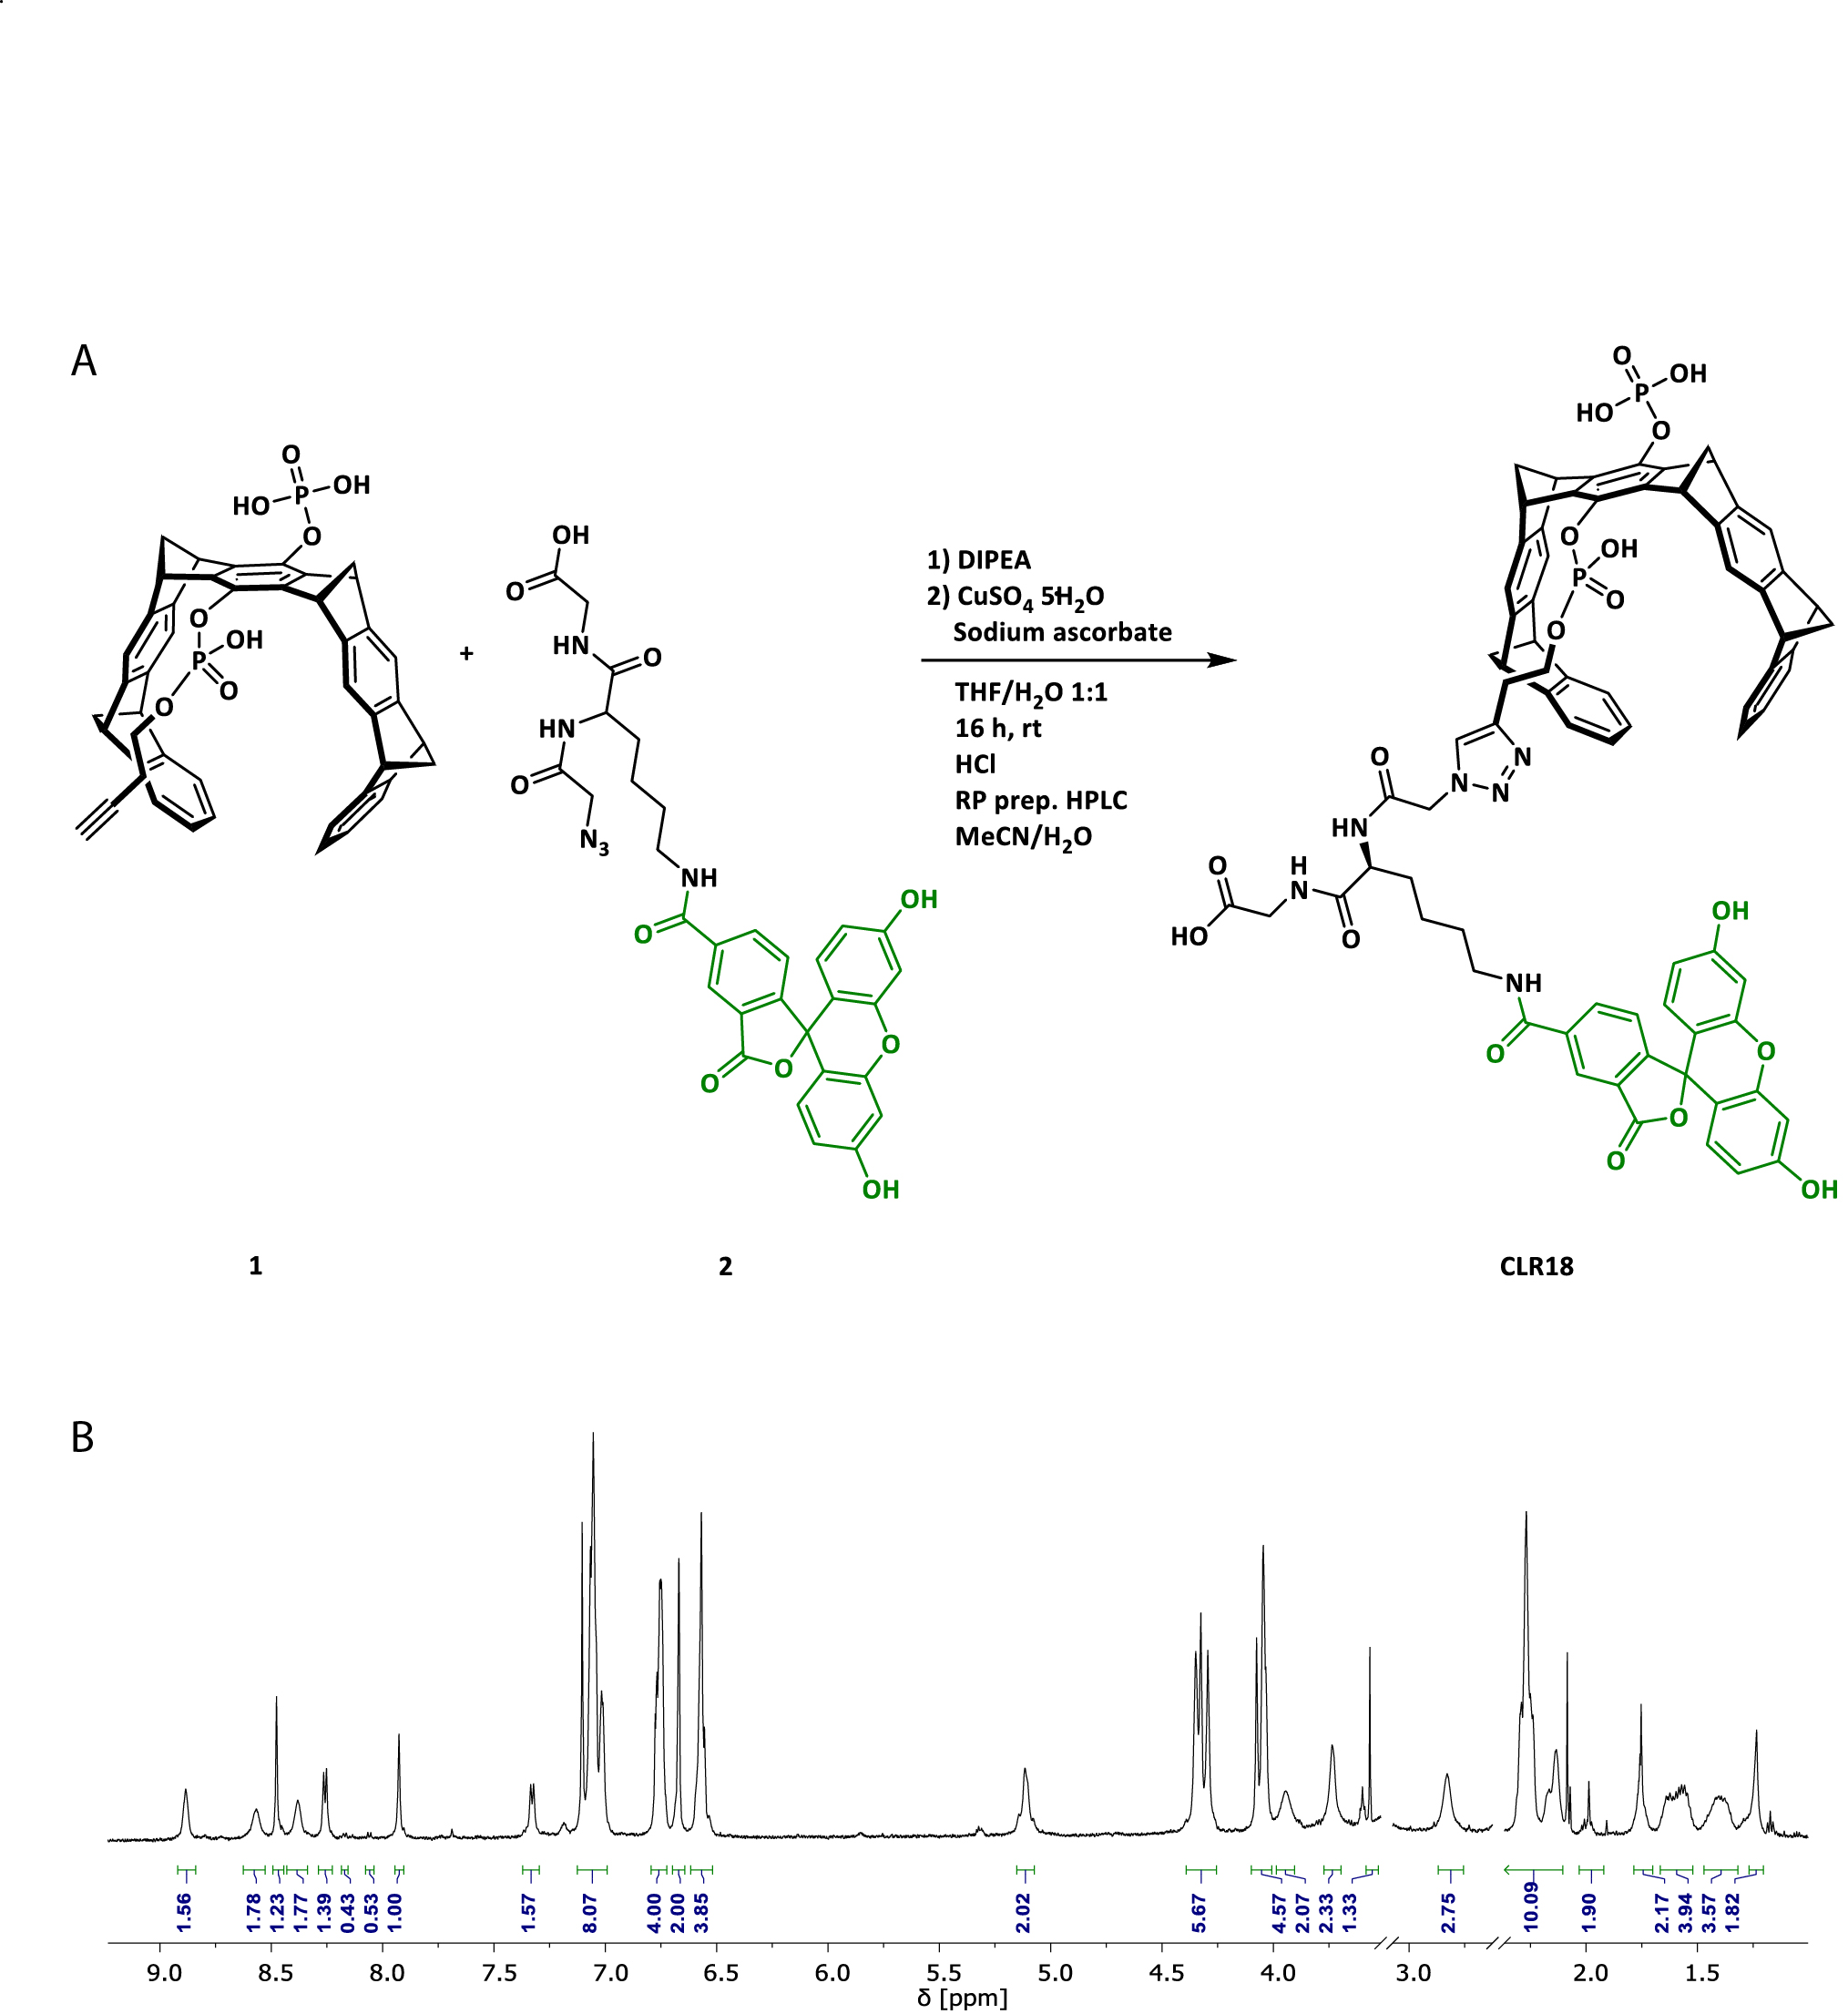 A
O
HO P OH
O
O
OH
P
O
O
+
OH
O
HN
O
HN
O
N3
NH
O
OH
O
O
O
OH
1) DIPEA
2) CuSO4 5H2O
Sodium ascorbate
THF/H2O 1:1
16 h, rt
HCl
RP prep. HPLC
MeCN/H2O
O
HO P OH
O
O
OH
P
O
O
N
N
N
O
HN
O
H
N
HO
O
NH
O
OH
O
O
O
OH
1
2
CLR18
B
1.56
1.78
1.23
1.77
1.39
0.43
0.53
1.00
1.57
8.07
4.00
2.00
3.85
2.02
5.67
4.57
2.07
2.33
1.33
2.75
10.09
1.90
2.17
3.94
3.57
1.82
9.0 8.5 8.0 7.5 7.0 6.5 6.0 5.5 5.0 4.5 4.0 3.0 2.0 1.5
δ [ppm]